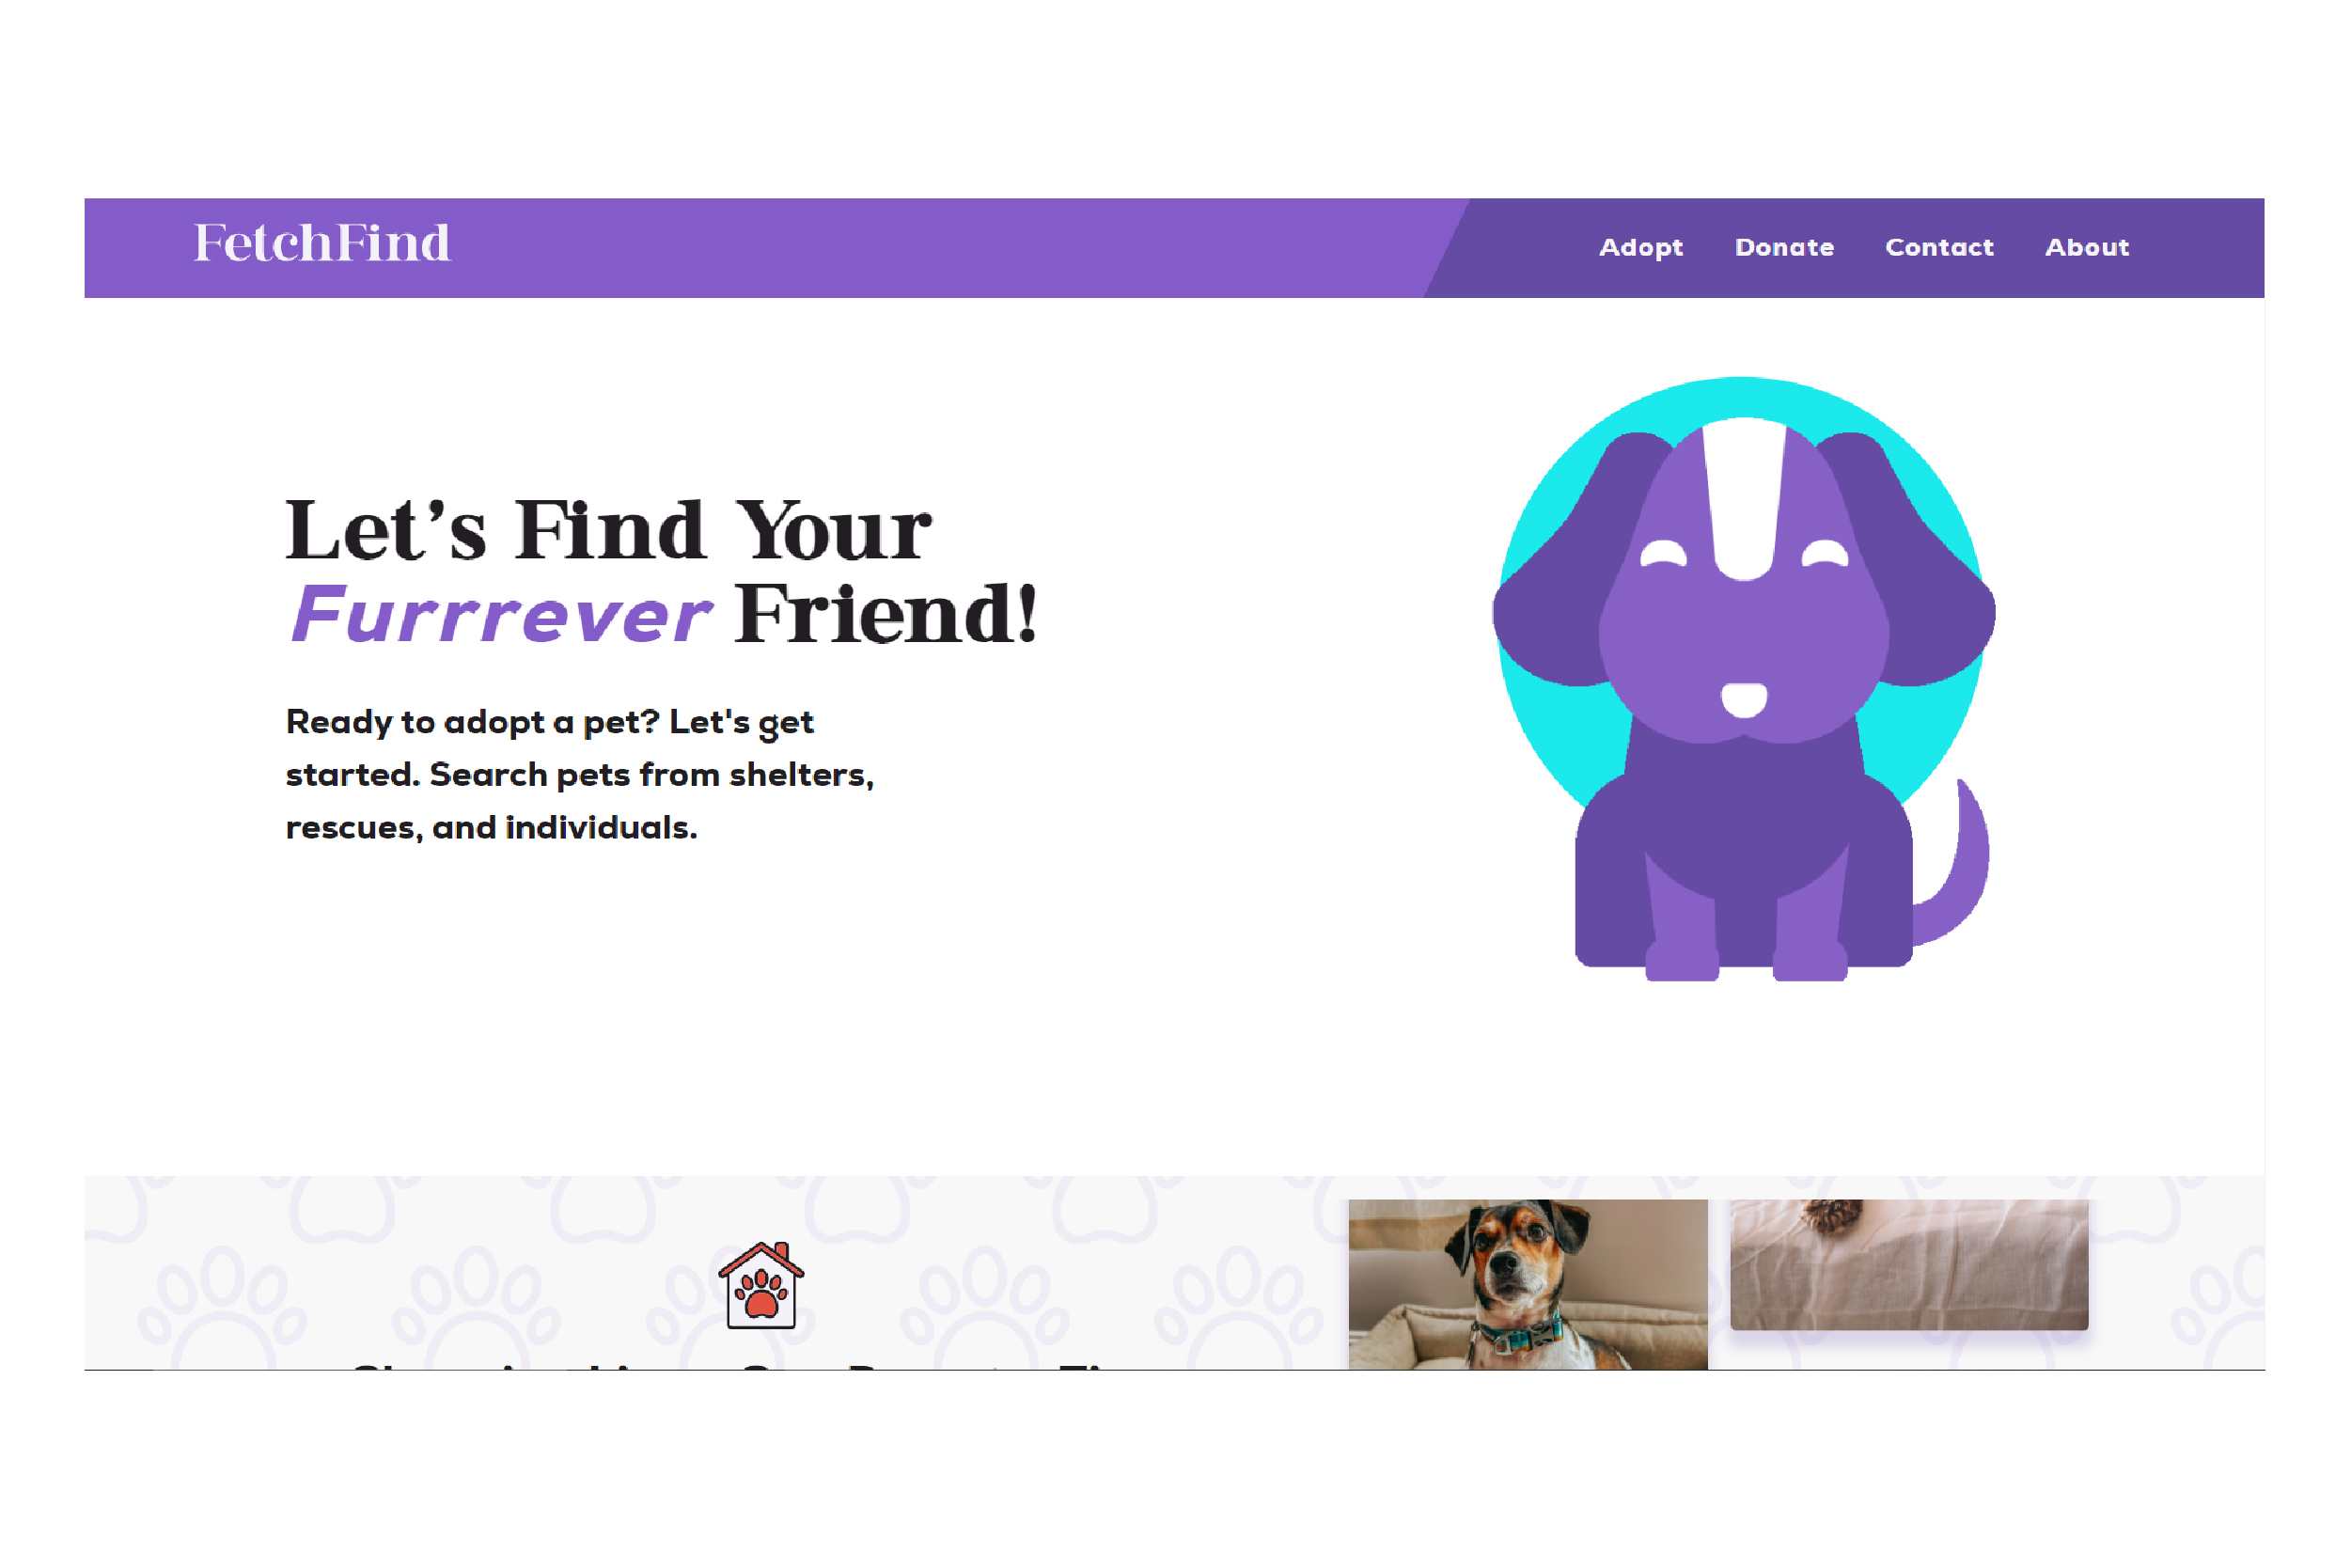 FetchFind
Adopt Donate Contact About
Let’s Find Your
Furrrever Friend!
Ready to adopt a pet? Let's get
started. Search pets from shelters,
rescues, and individuals.